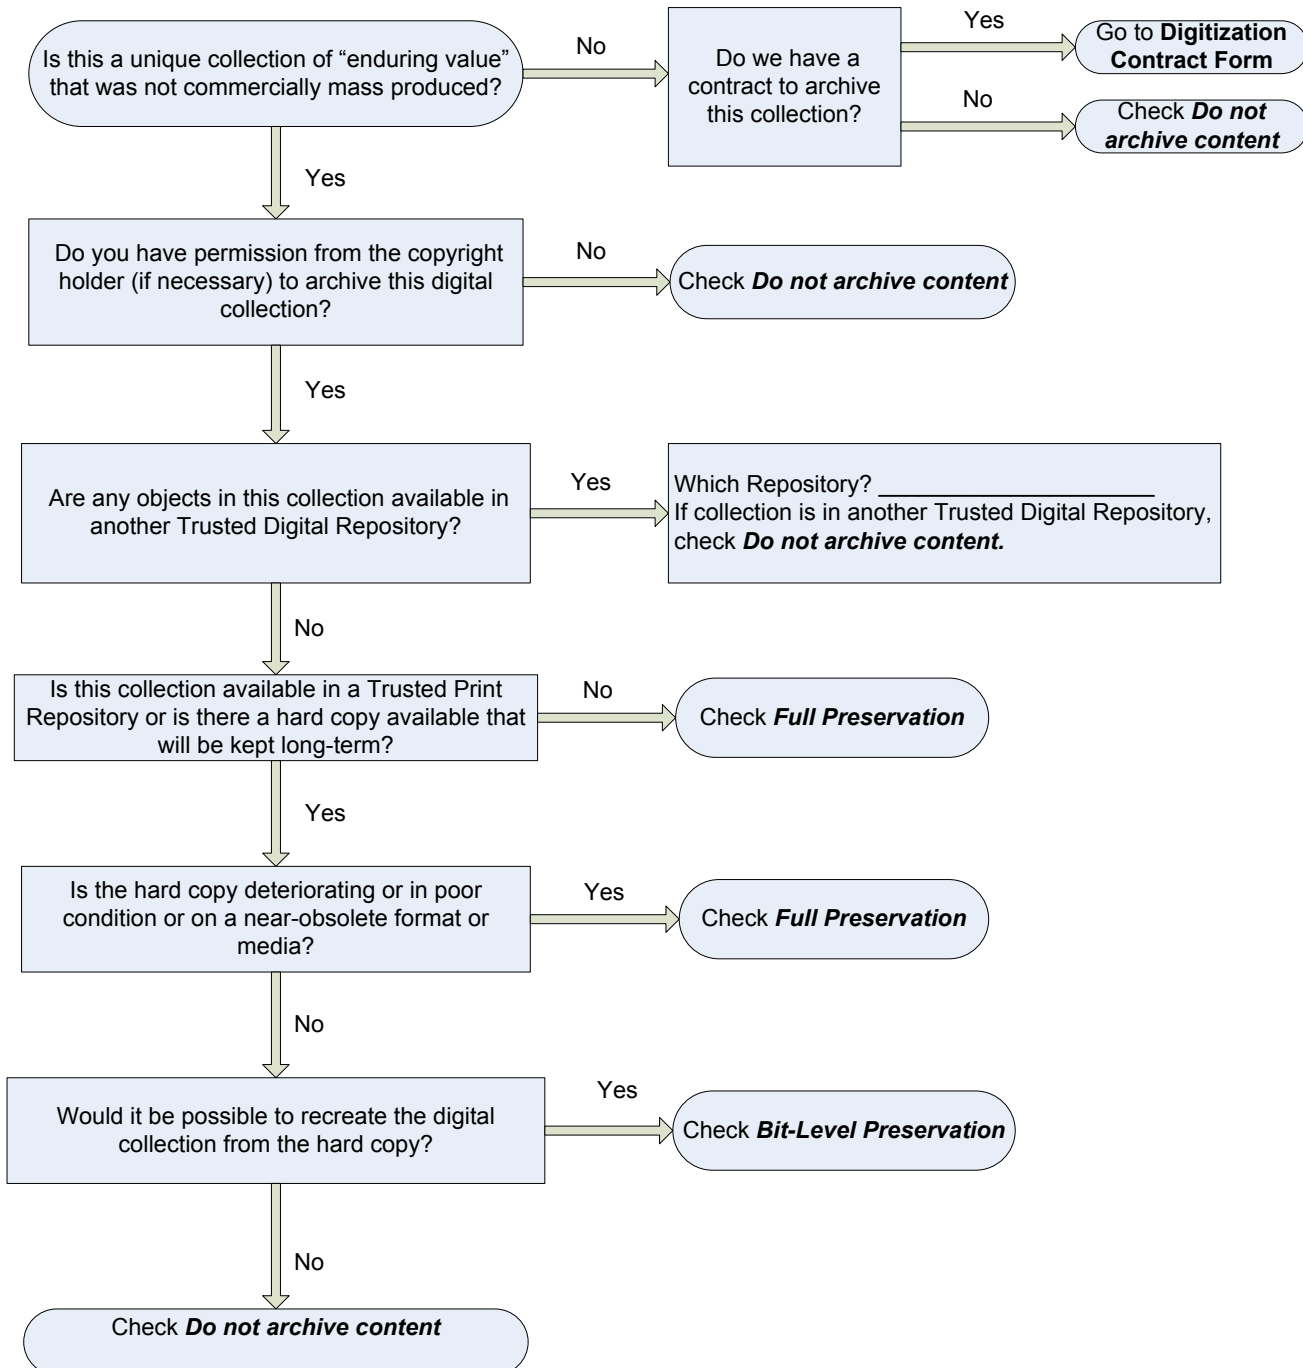 Is this a unique collection of “enduring value”
that was not commercially mass produced?
No
Do we have a
contract to archive
this collection?
Yes
Go to Digitization
Contract Form
No
Check Do not
archive content
Yes
Do you have permission from the copyright
holder (if necessary) to archive this digital
collection?
No
Check Do not archive content
Yes
Are any objects in this collection available in
another Trusted Digital Repository?
Yes
Which Repository? _____________________
If collection is in another Trusted Digital Repository,
check Do not archive content.
No
Is this collection available in a Trusted Print
Repository or is there a hard copy available that
will be kept long-term?
No
Check Full Preservation
Yes
Is the hard copy deteriorating or in poor
condition or on a near-obsolete format or
media?
Yes
Check Full Preservation
No
Would it be possible to recreate the digital
collection from the hard copy?
Yes
Check Bit-Level Preservation
No
Check Do not archive content